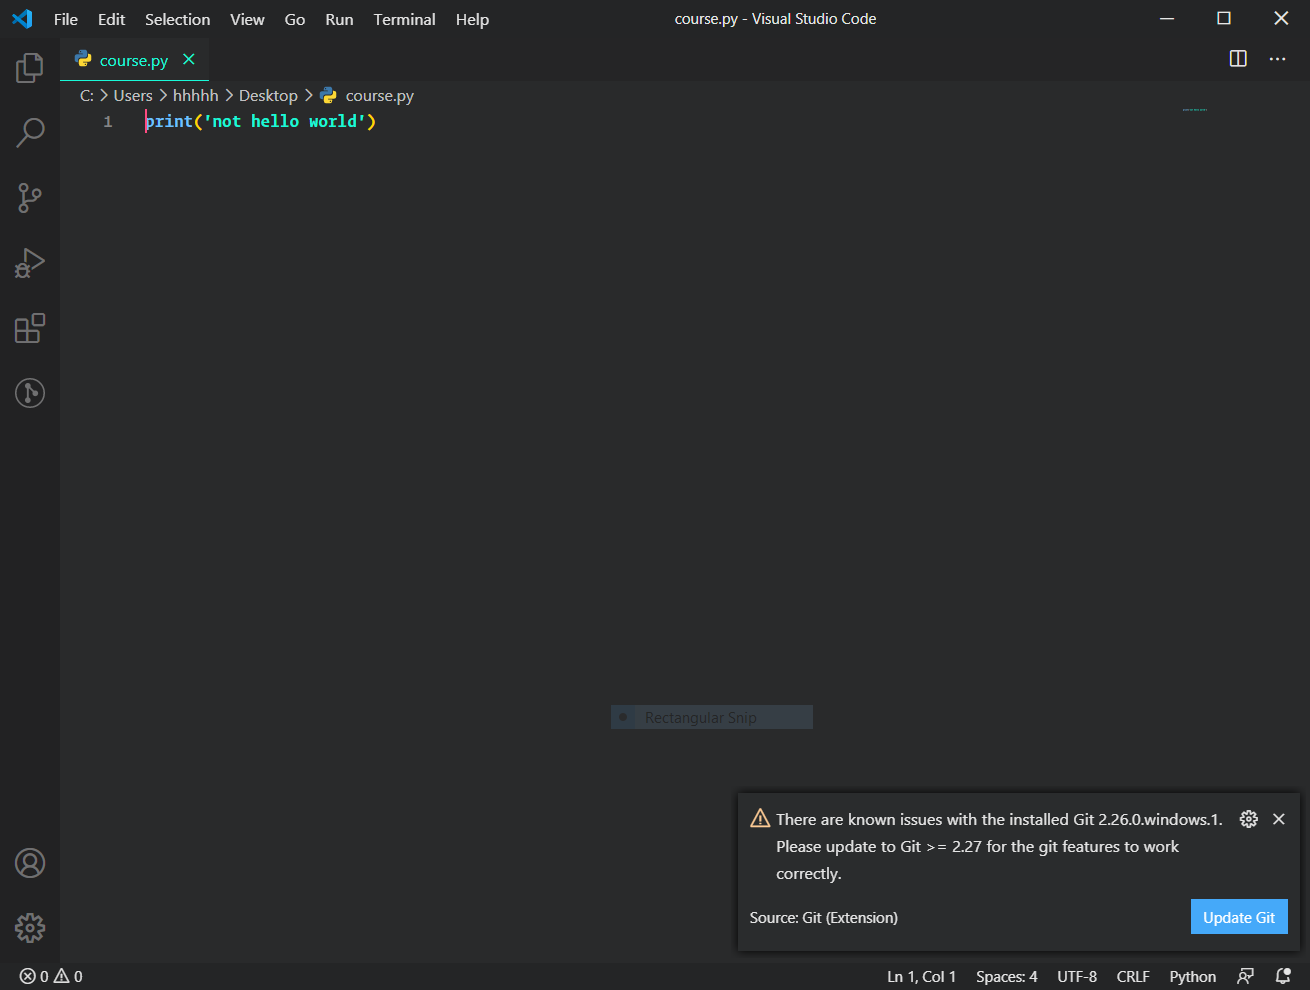 File Edit Selection View Go Run Terminal Help
course.py - Visual Studio Code
course.py
C: > Users > hhhhh > Desktop > course.py
1 print('not hello world')
Rectangular Snip
There are known issues with the installed Git 2.26.0.windows.1.
Please update to Git >= 2.27 for the git features to work
correctly.
Source: Git (Extension)
Update Git
0 0
Ln 1, Col 1 Spaces: 4 UTF-8 CRLF Python